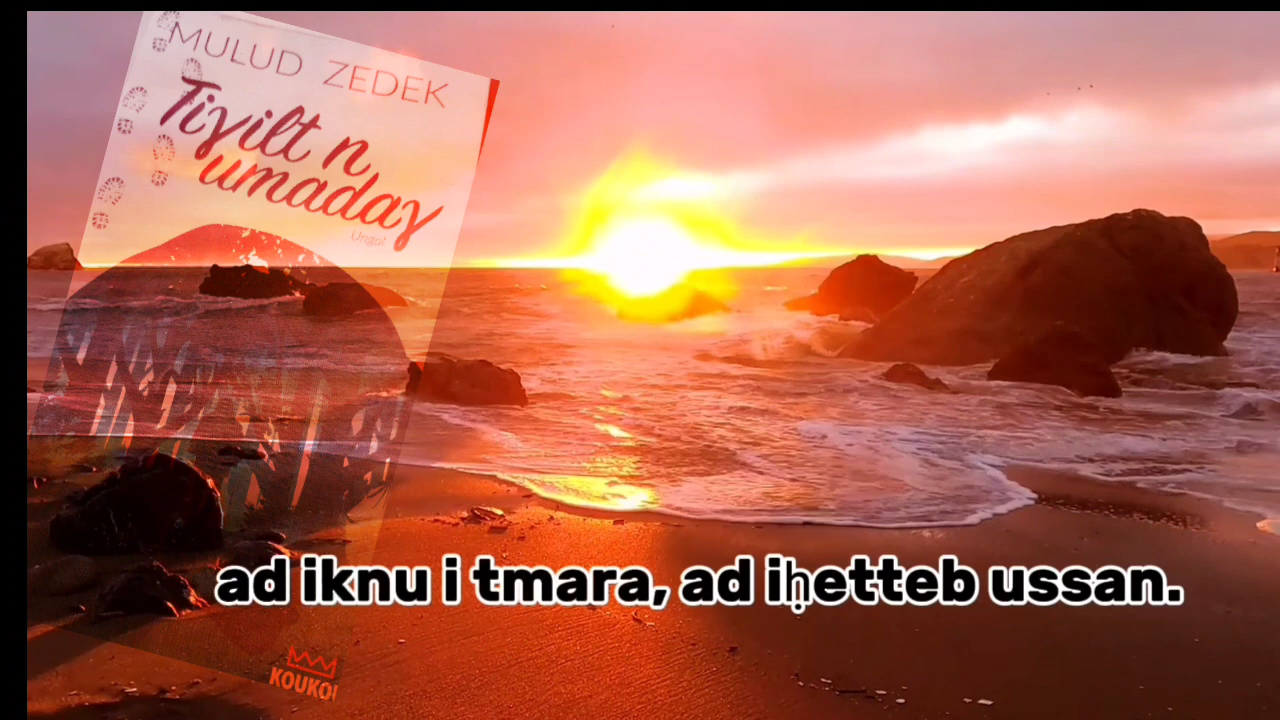 MULUD ZEDEK
Tiɣilt n
umadaɣ
Ungal
ad iknu i tmara, ad iḥetteb ussan.
KOUKOU